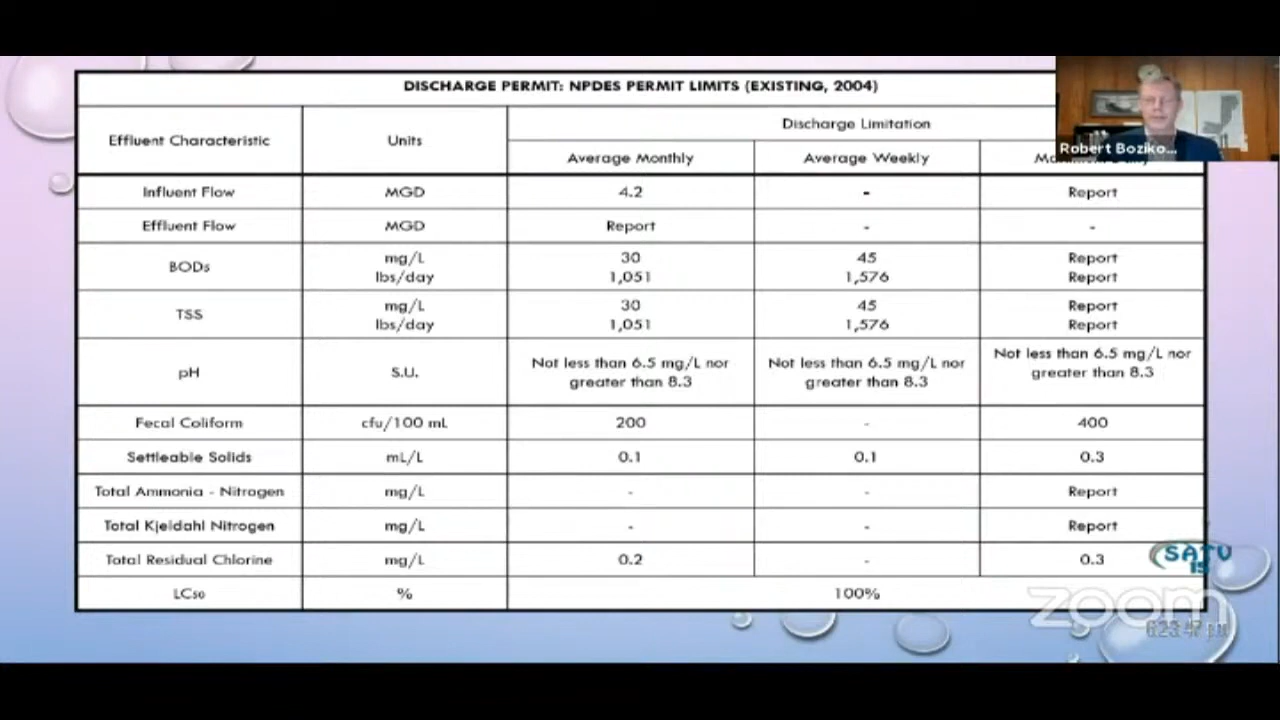 DISCHARGE PERMIT: NPDES PERMIT LIMITS (EXISTING, 2004)
Effluent Characteristic Units Discharge Limitation
Average Monthly Average Weekly
Robert Boziko...
Influent Flow MGD 4.2 - Report
Effluent Flow MGD Report - -
BOD5 mg/L 30 45 Report
lbs/day 1,051 1,576 Report
TSS mg/L 30 45 Report
lbs/day 1,051 1,576 Report
pH S.U. Not less than 6.5 mg/L nor Not less than 6.5 mg/L nor Not less than 6.5 mg/L nor
greater than 8.3 greater than 8.3 greater than 8.3
Fecal Coliform cfu/100 mL 200 - 400
Settleable Solids mL/L 0.1 0.1 0.3
Total Ammonia - Nitrogen mg/L - - Report
Total Kjeldahl Nitrogen mg/L - - Report
Total Residual Chlorine mg/L 0.2 - 0.3
LC50 % 100%
SATV
15
zoom